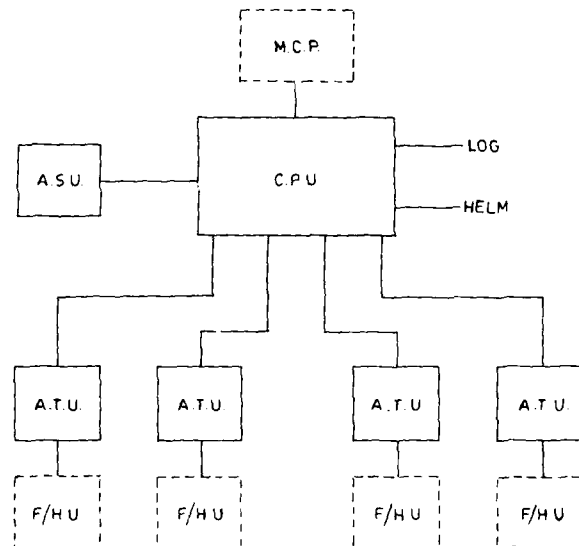 M.C.P.
LOG
A.S.U.
C.P.U
HELM
A.T.U.
A.T.U.
A.T.U
A.T.U.
F/H U
F/H U
F/H U
F/H U